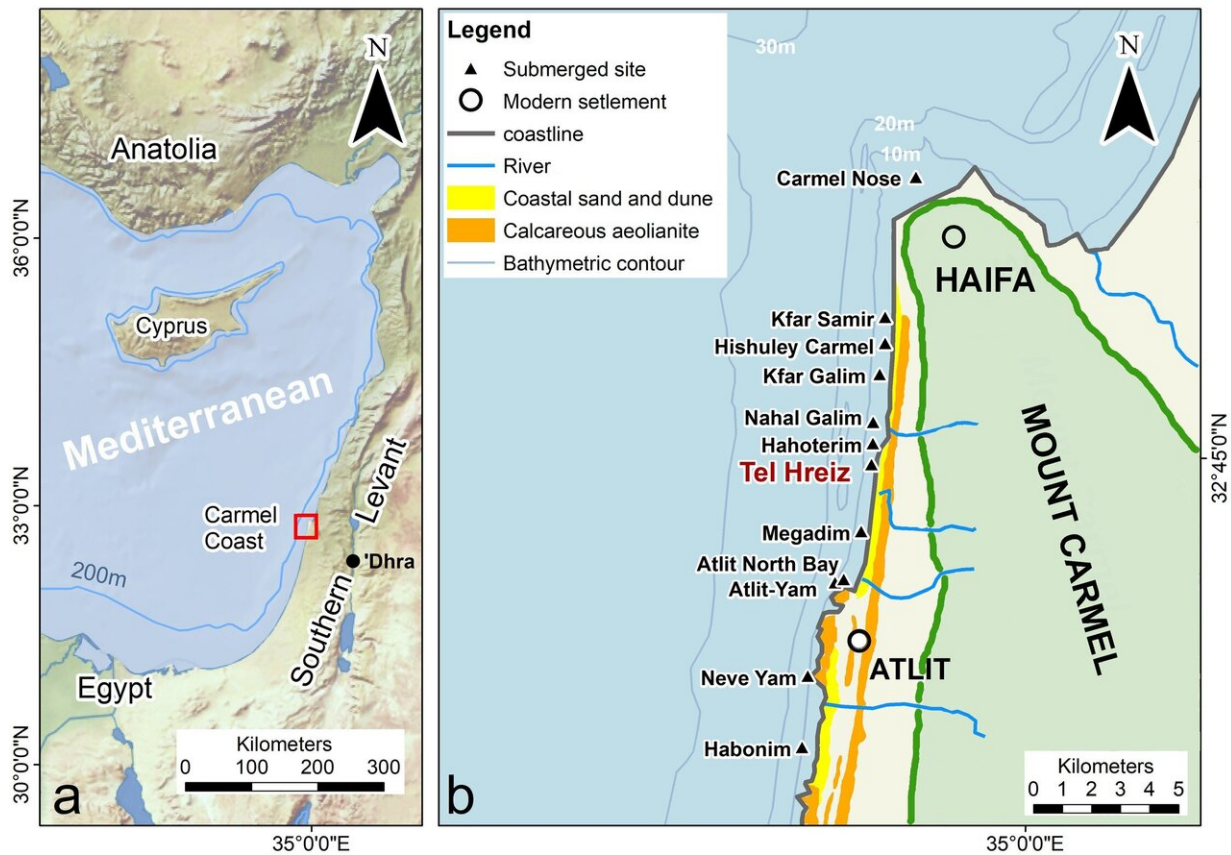 N
Anatolia
36°0'0"N
Cyprus
Mediterranean
33°0'0"N
Carmel
Coast
Southern Levant
'Dhra
200m
Egypt
30°0'0"N
Kilometers
0 100 200 300
a
35°0'0"E
Legend
Submerged site
Modern setlement
coastline
River
Coastal sand and dune
Calcareous aeolianite
Bathymetric contour
30m
N
20m
10m
Carmel Nose
HAIFA
Kfar Samir
Hishuley Carmel
Kfar Galim
Nahal Galim
Hahoterim
Tel Hreiz
32°45'0"N
MOUNT CARMEL
Megadim
Atlit North Bay
Atlit-Yam
ATLIT
Neve Yam
Habonim
Kilometers
0 1 2 3 4 5
b
35°0'0"E